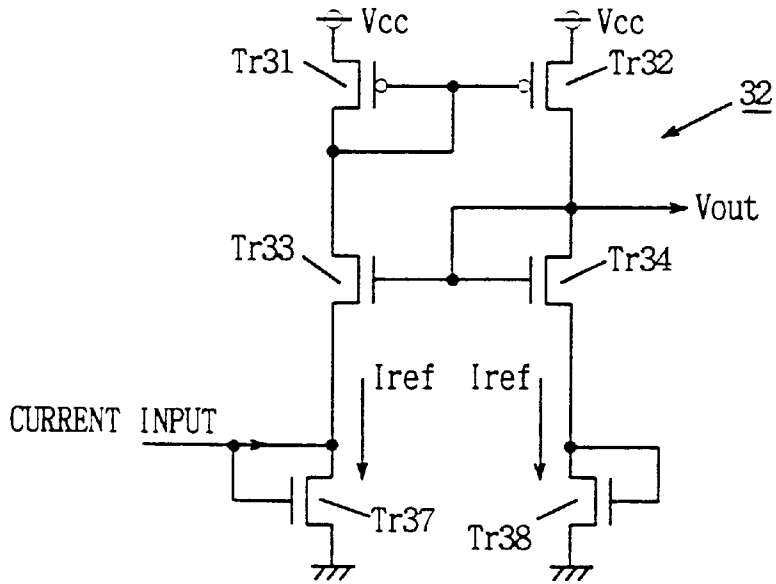 Vcc Vcc
Tr31 Tr32
32
Vout
Tr33 Tr34
Iref Iref
CURRENT INPUT
Tr37 Tr38